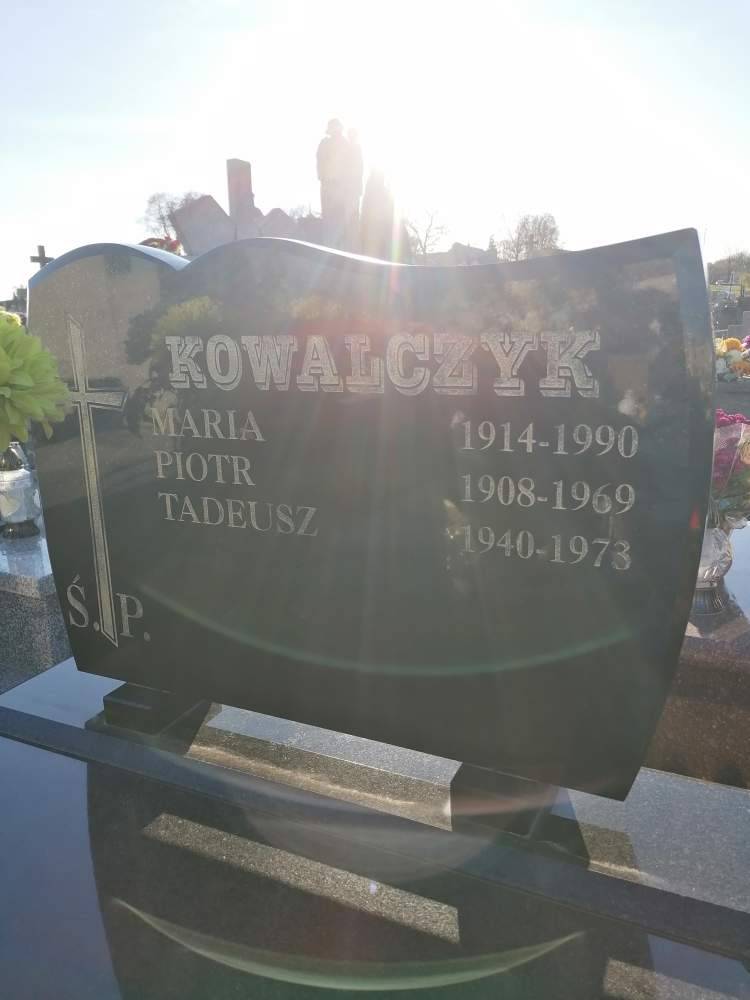 KOWALCZYK
MARIA 1914-1990
PIOTR 1908-1969
TADEUSZ 1940-1973
Ś. P.